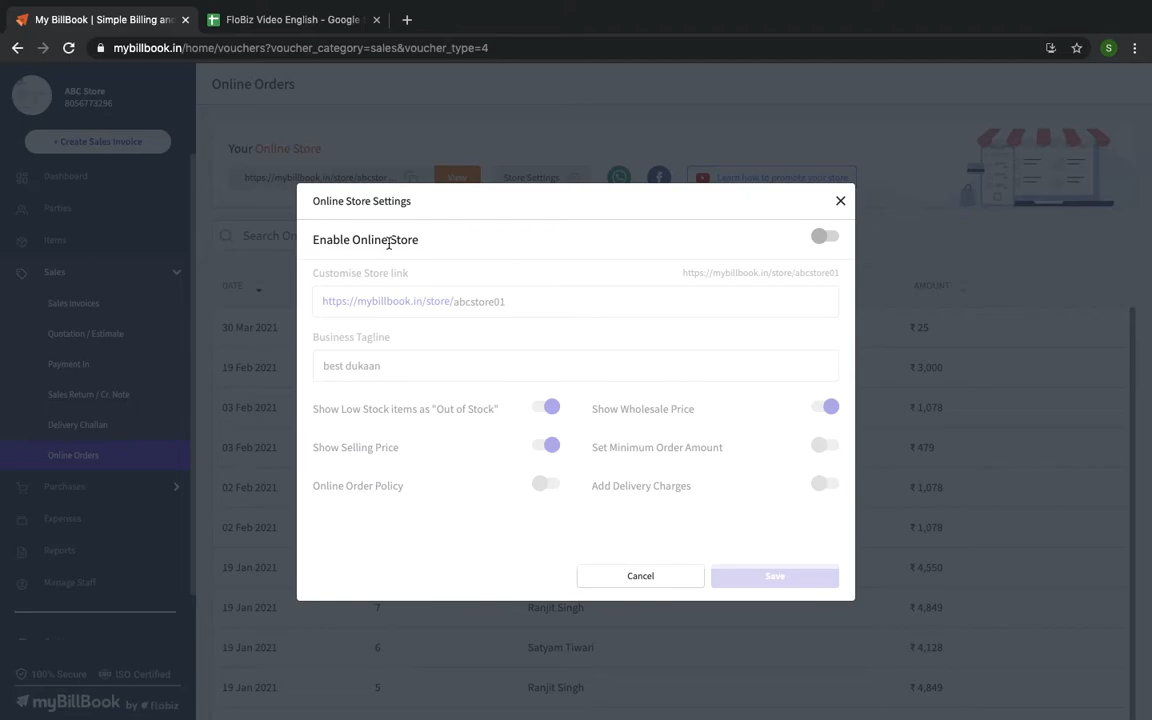 My BillBook | Simple Billing and
FloBiz Video English - Google
mybillbook.in/home/vouchers?voucher_category=sales&voucher_type=4
S
ABC Store
8056773296
+ Create Sales Invoice
Dashboard
Parties
Items
Sales
Sales Invoices
Quotation / Estimate
Payment In
Sales Return / Cr. Note
Delivery Challan
Online Orders
Purchases
Expenses
Reports
Manage Staff
100% Secure
ISO Certified
myBillBook by flobiz
Online Orders
Your Online Store
https://mybillbook.in/store/abcstor ...
View
Store Settings
Learn how to promote your store
Search On
DATE
AMOUNT
30 Mar 2021 ₹ 25
19 Feb 2021 ₹ 3,000
03 Feb 2021 ₹ 1,078
03 Feb 2021 ₹ 479
02 Feb 2021 ₹ 1,078
02 Feb 2021 ₹ 1,078
19 Jan 2021 ₹ 4,550
19 Jan 2021 7 Ranjit Singh ₹ 4,849
19 Jan 2021 6 Satyam Tiwari ₹ 4,128
19 Jan 2021 5 Ranjit Singh ₹ 4,849
Online Store Settings
Enable Online Store
Customise Store link
https://mybillbook.in/store/abcstore01
https://mybillbook.in/store/abcstore01
Business Tagline
best dukaan
Show Low Stock items as "Out of Stock"
Show Wholesale Price
Show Selling Price
Set Minimum Order Amount
Online Order Policy
Add Delivery Charges
Cancel
Save